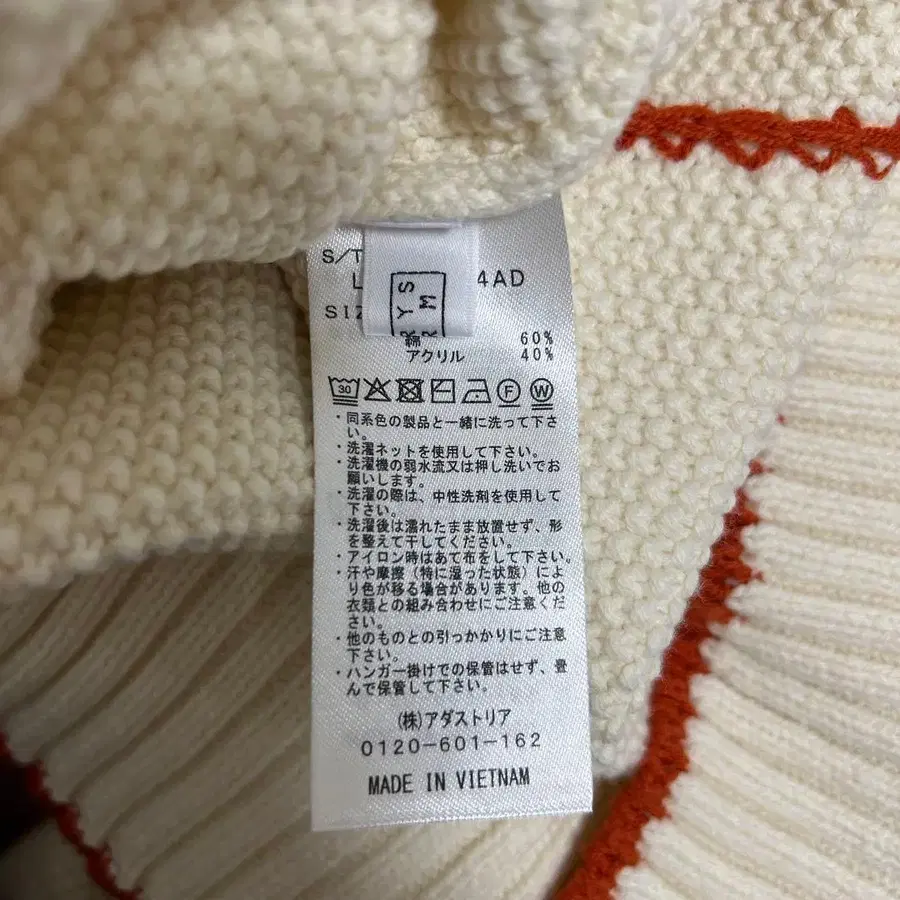 S/T
L 4AD
SIZ
RYS
RM
綿 60%
アクリル 40%
30
F W
・同系色の製品と一緒に洗って下さ
い。
・洗濯ネットを使用して下さい。
・洗濯機の弱水流又は押し洗いでお
願いします。
・洗濯の際は、中性洗剤を使用して
下さい。
・洗濯後は濡れたまま放置せず、形
を整えて干してください。
・アイロン時はあて布をして下さい。
・汗や摩擦（特に湿った状態）によ
り色が移る場合があります。他の
衣類との組み合わせにご注意くだ
さい。
・他のものとの引っかかりにご注意
下さい。
・ハンガー掛けでの保管はせず、畳
んで保管して下さい。
(株)アダストリア
0120-601-162
MADE IN VIETNAM